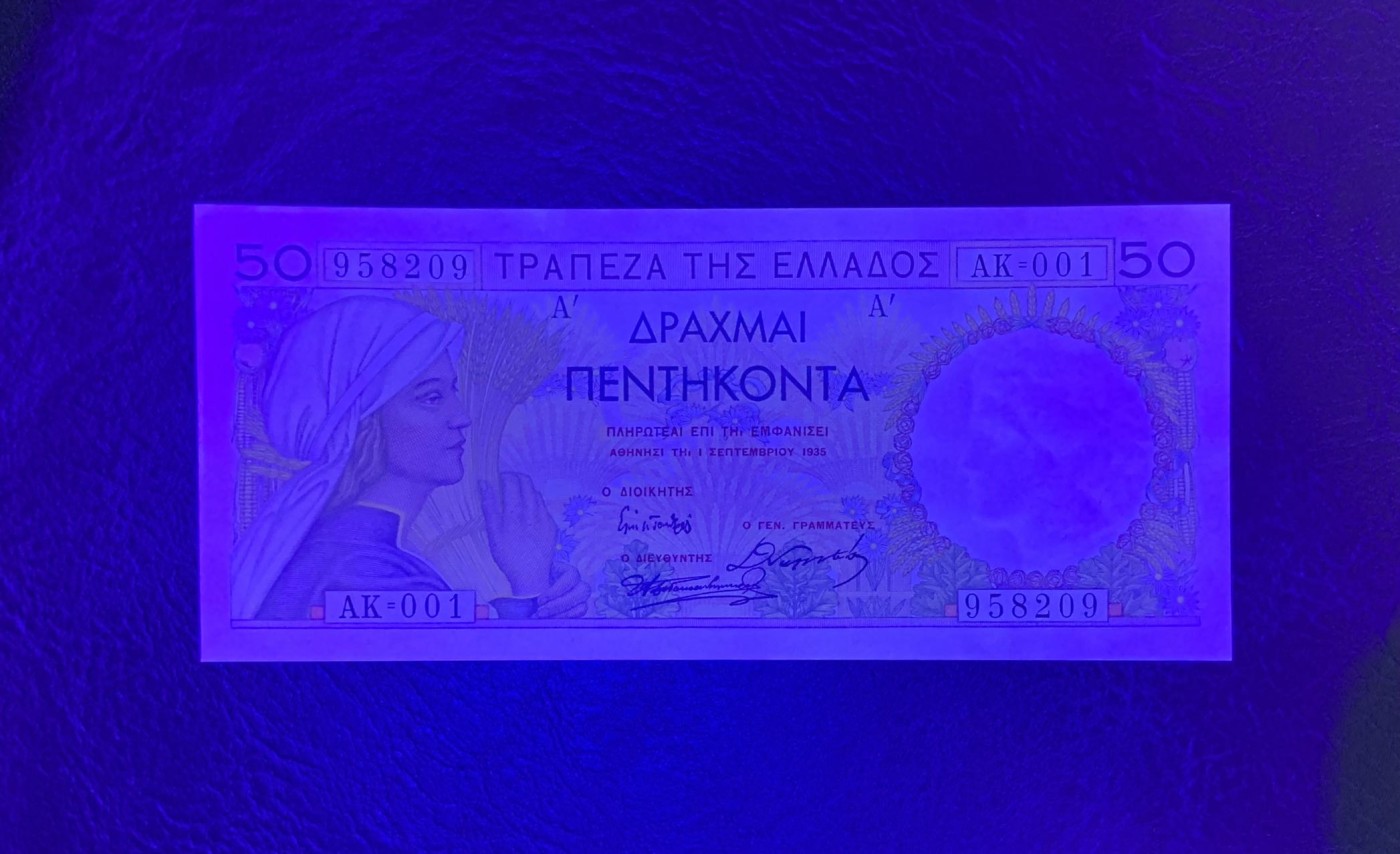 50 958209 ΤΡΑΠΕΖΑ ΤΗΣ ΕΛΛΑΔΟΣ ΑΚ=001 50
Α΄ Α΄
ΔΡΑΧΜΑΙ
ΠΕΝΤΗΚΟΝΤΑ
ΠΛΗΡΩΤΕΑΙ ΕΠΙ ΤΗι ΕΜΦΑΝΙΣΕΙ
ΑΘΗΝΗΣΙ ΤΗι 1 ΣΕΠΤΕΜΒΡΙΟΥ 1935
Ο ΔΙΟΙΚΗΤΗΣ
Ο ΓΕΝ. ΓΡΑΜΜΑΤΕΥΣ
Ο ΔΙΕΥΘΥΝΤΗΣ
ΑΚ=001 958209